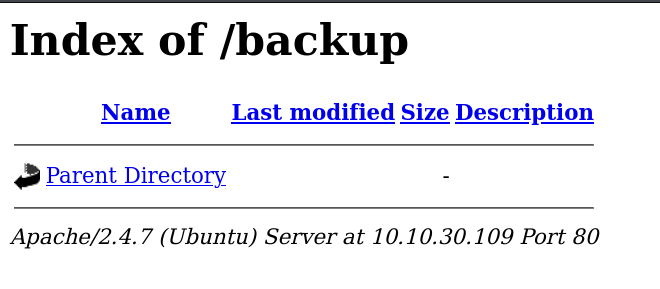 Index of /backup
Name Last modified Size Description
Parent Directory -
Apache/2.4.7 (Ubuntu) Server at 10.10.30.109 Port 80